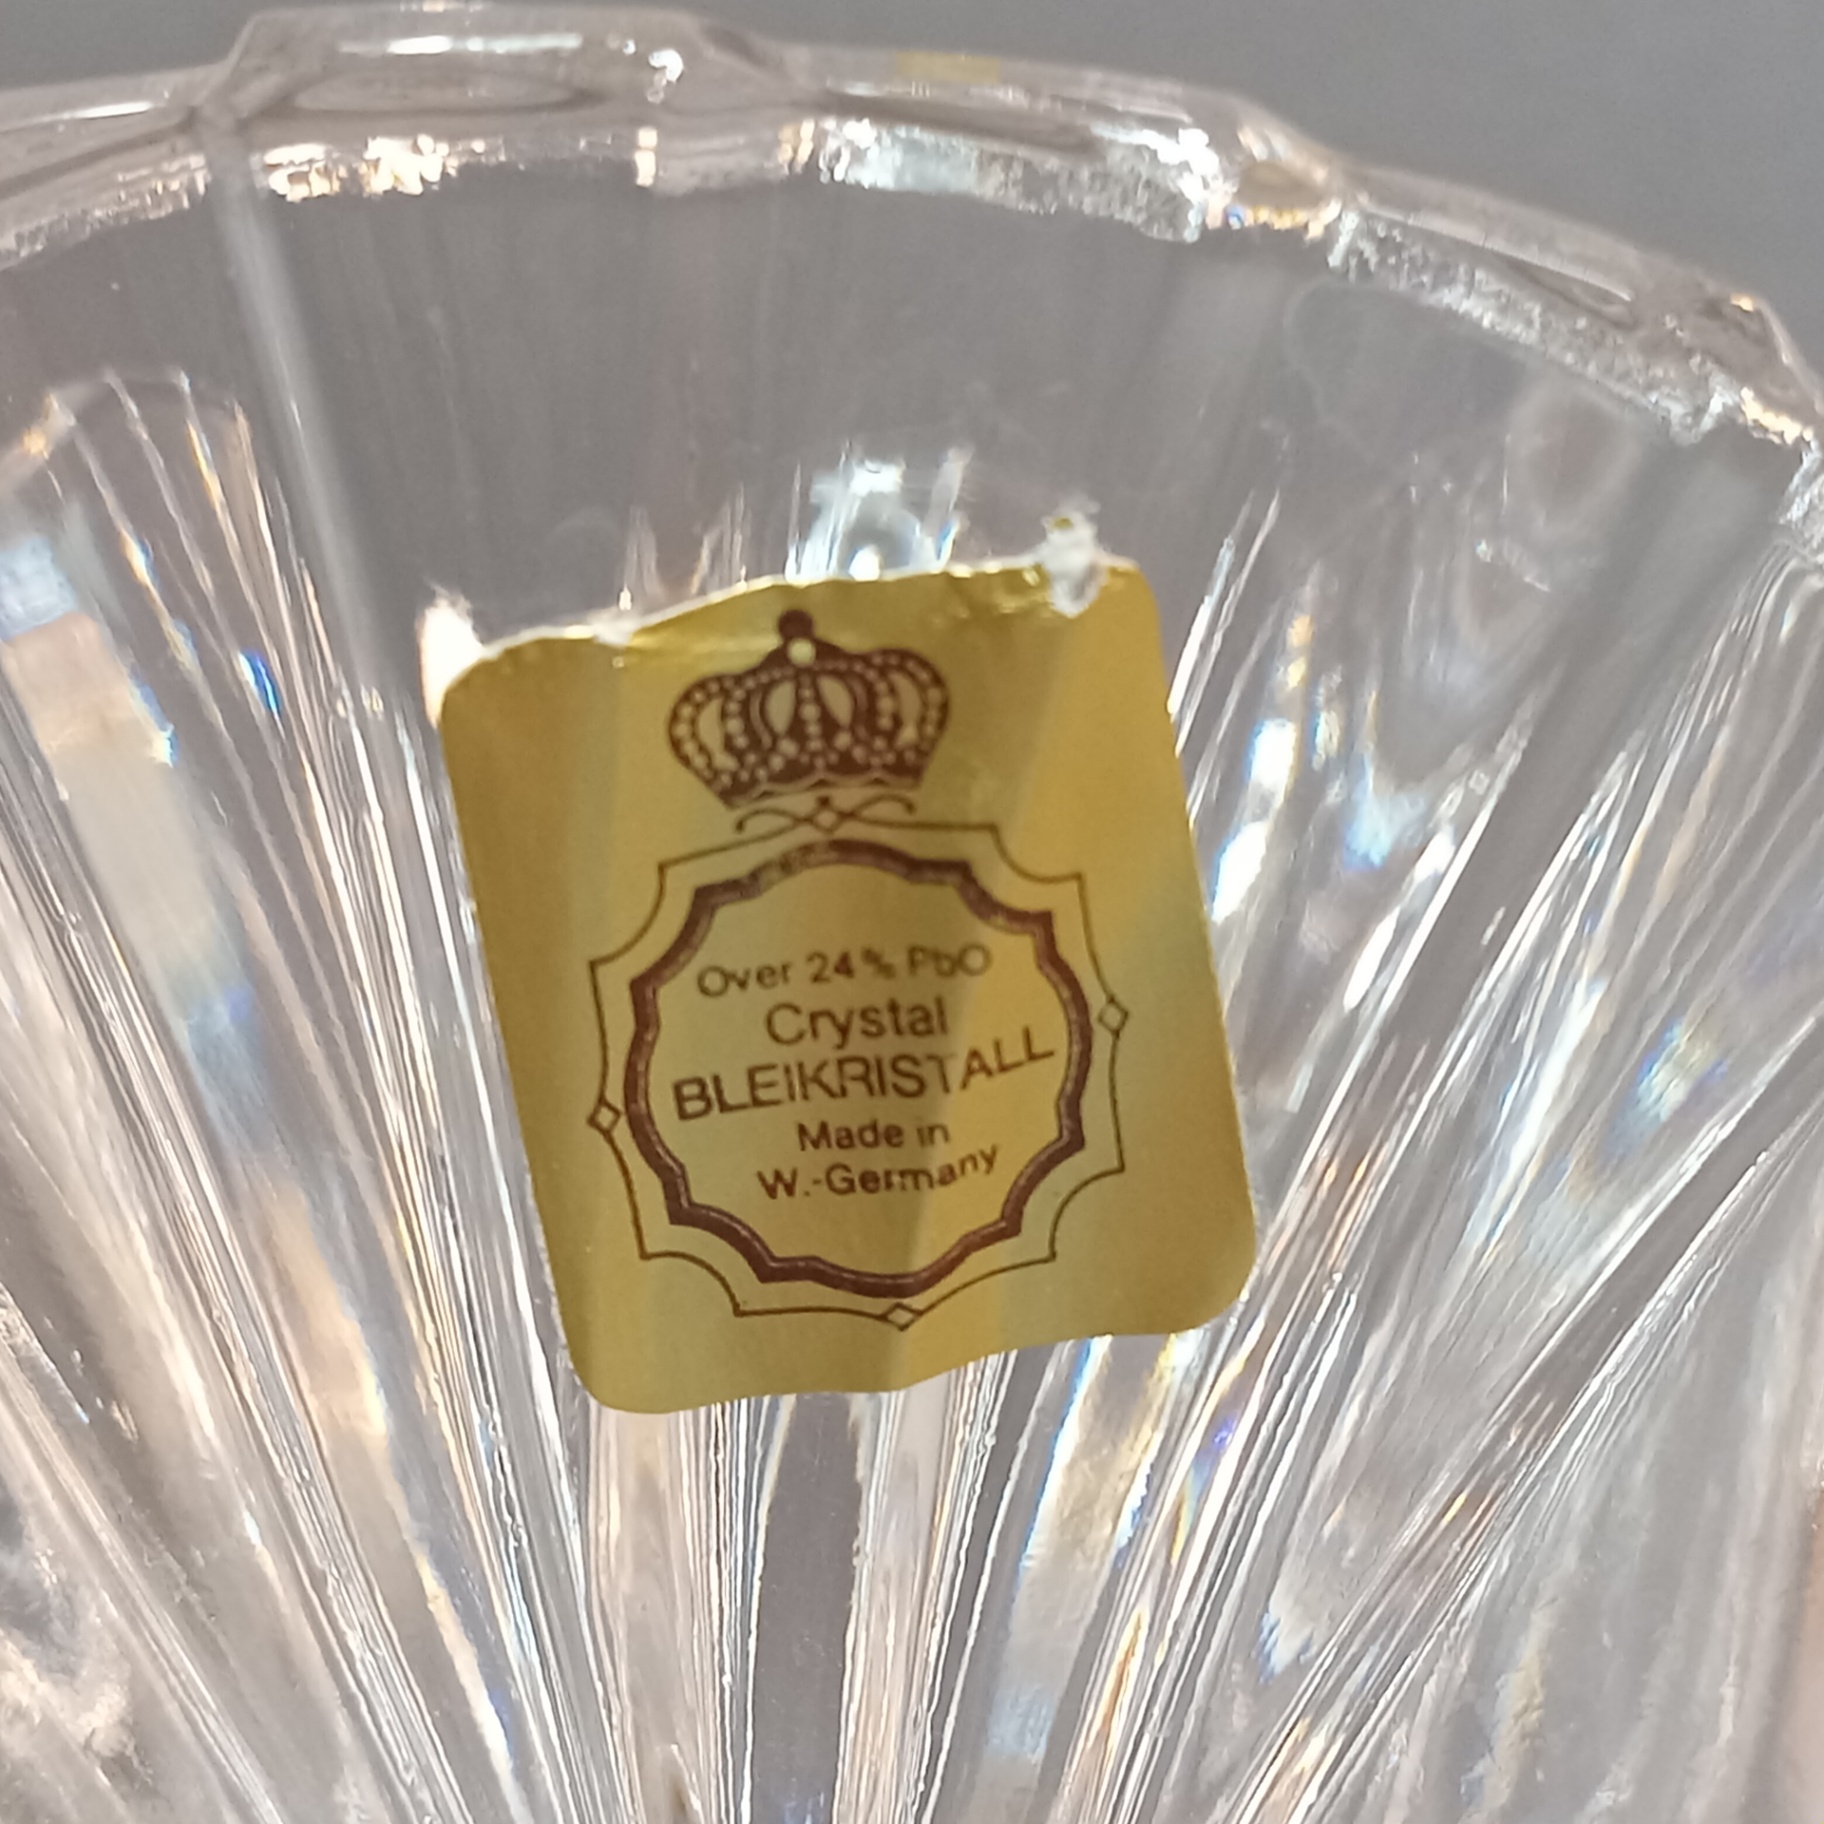 Over 24% PbO
Crystal
BLEIKRISTALL
Made in
W.-Germany